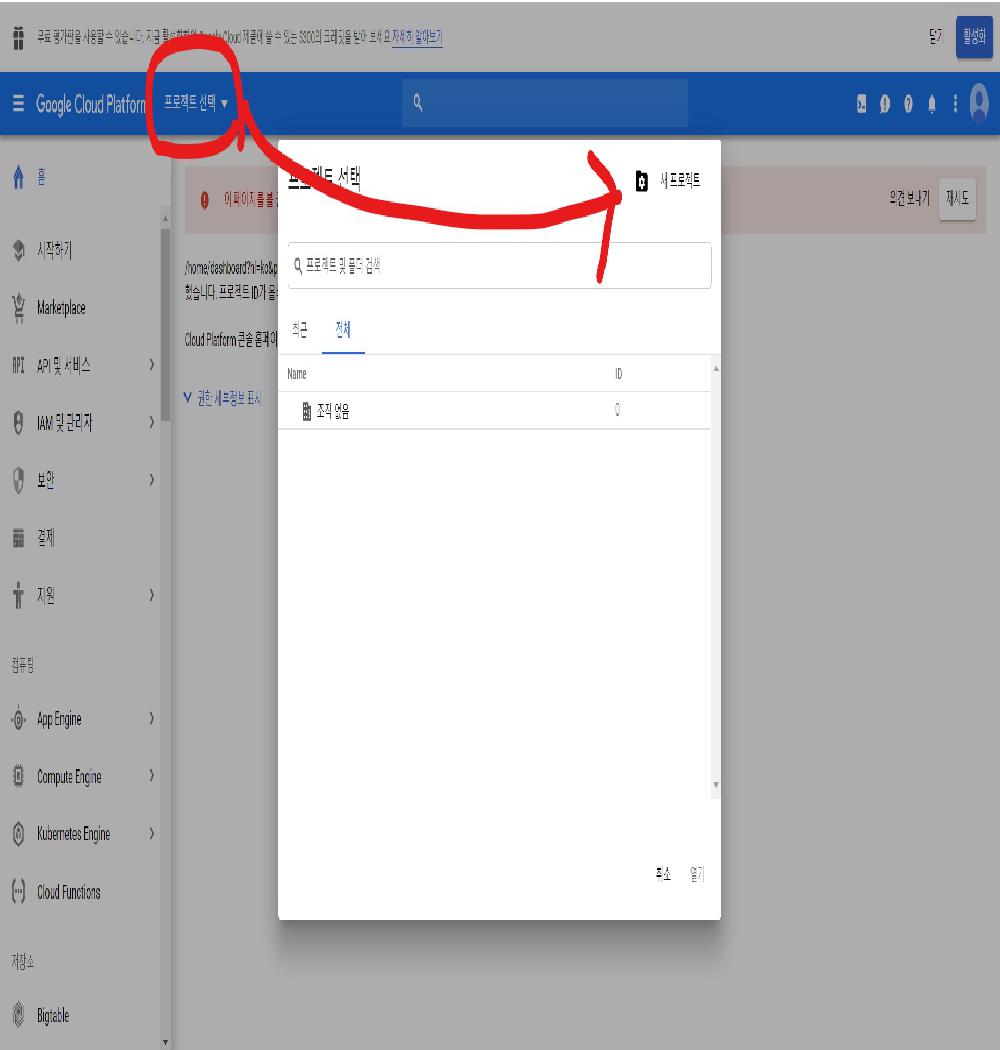 무료 평가판을 사용할 수 있습니다. 지금 활성화하여 Google Cloud 제품에 쓸 수 있는 $300의 크레딧을 받아 보세요 자세히 알아보기
닫기
활성화
Google Cloud Platform
프로젝트 선택
홈
시작하기
Marketplace
API 및 서비스
IAM 및 관리자
보안
결제
지원
컴퓨팅
App Engine
Compute Engine
Kubernetes Engine
Cloud Functions
저장소
Bigtable
이 페이지를 볼
의견 보내기
재시도
/home/dashboard?hl=ko&p
했습니다. 프로젝트 ID가 올
Cloud Platform 콘솔 홈페이
권한 세부정보 표시
프로젝트 선택
새 프로젝트
프로젝트 및 폴더 검색
최근
전체
Name ID
조직 없음 0
취소
열기